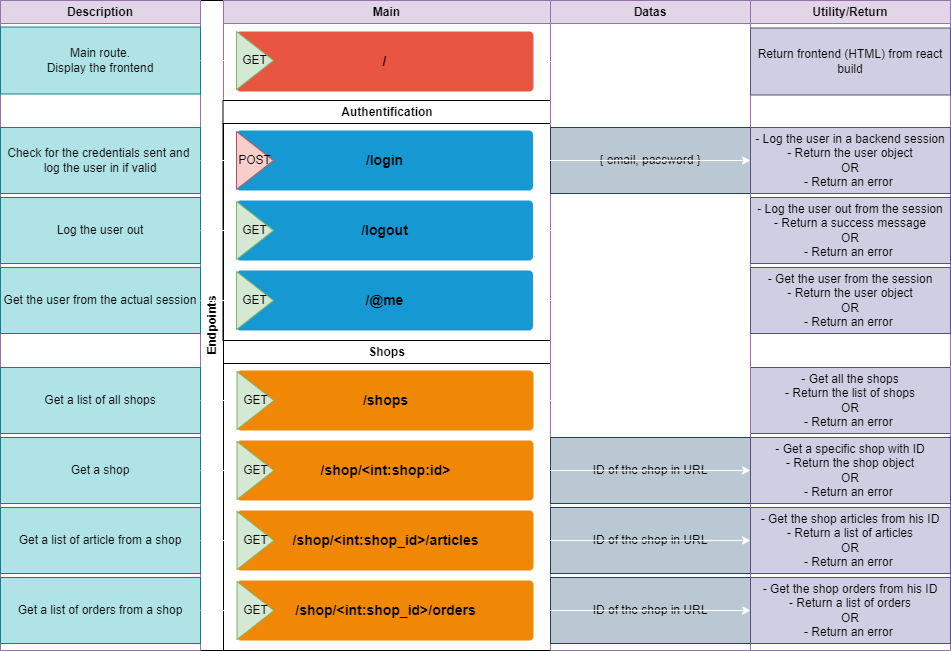 Description
Main
Datas
Utility/Return
Endpoints
Main route.
Display the frontend
GET
/
Return frontend (HTML) from react
build
Authentification
Check for the credentials sent and
log the user in if valid
POST
/login
{ email, password }
- Log the user in a backend session
- Return the user object
OR
- Return an error
Log the user out
GET
/logout
- Log the user out from the session
- Return a success message
OR
- Return an error
Get the user from the actual session
GET
/@me
- Get the user from the session
- Return the user object
OR
- Return an error
Shops
Get a list of all shops
GET
/shops
- Get all the shops
- Return the list of shops
OR
- Return an error
Get a shop
GET
/shop/<int:shop:id>
ID of the shop in URL
- Get a specific shop with ID
- Return the shop object
OR
- Return an error
Get a list of article from a shop
GET
/shop/<int:shop_id>/articles
ID of the shop in URL
- Get the shop articles from his ID
- Return a list of articles
OR
- Return an error
Get a list of orders from a shop
GET
/shop/<int:shop_id>/orders
ID of the shop in URL
- Get the shop orders from his ID
- Return a list of orders
OR
- Return an error